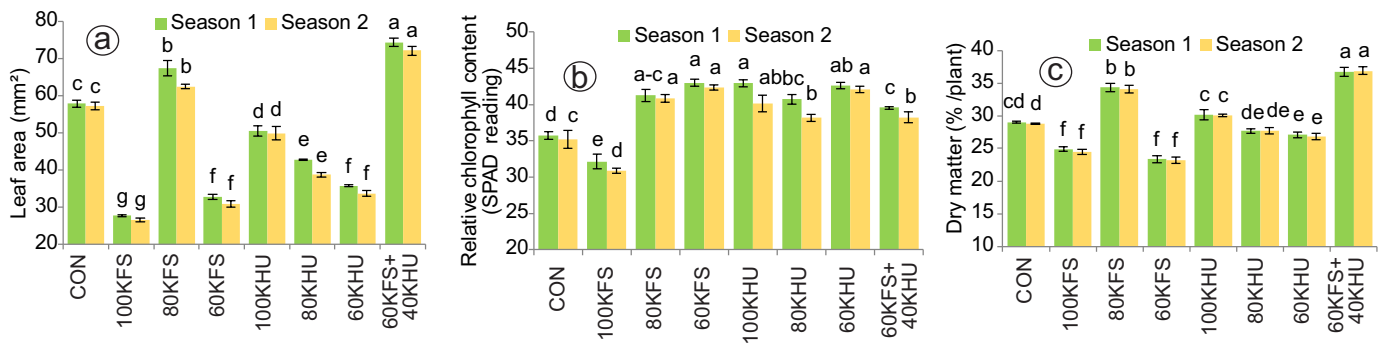 a
Season 1 Season 2
Leaf area (mm²)
80
70
60
50
40
30
20
c c
g g
b b
f f
d d
e e
f f
a a
CON
100KFS
80KFS
60KFS
100KHU
80KHU
60KHU
60KFS+
40KHU
b
Season 1 Season 2
Relative chlorophyll content
(SPAD reading)
50
45
40
35
30
25
20
d c
e d
a-c a
a a
a ab
bc b
ab a
c b
CON
100KFS
80KFS
60KFS
100KHU
80KHU
60KHU
60KFS+
40KHU
c
Season 1 Season 2
Dry matter (% /plant)
40%
35%
30%
25%
20%
15%
10%
cd d
f f
b b
f f
c c
de de
e e
a a
CON
100KFS
80KFS
60KFS
100KHU
80KHU
60KHU
60KFS+
40KHU